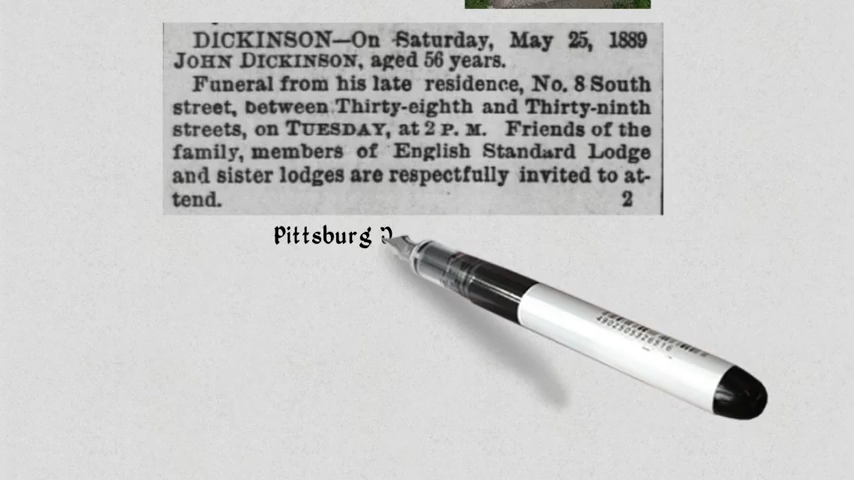 DICKINSON—On Saturday, May 25, 1889
JOHN DICKINSON, aged 56 years.
Funeral from his late residence, No. 8 South
street, between Thirty-eighth and Thirty-ninth
streets, on TUESDAY, at 2 P. M. Friends of the
family, members of English Standard Lodge
and sister lodges are respectfully invited to at-
tend. 2
Pittsburg